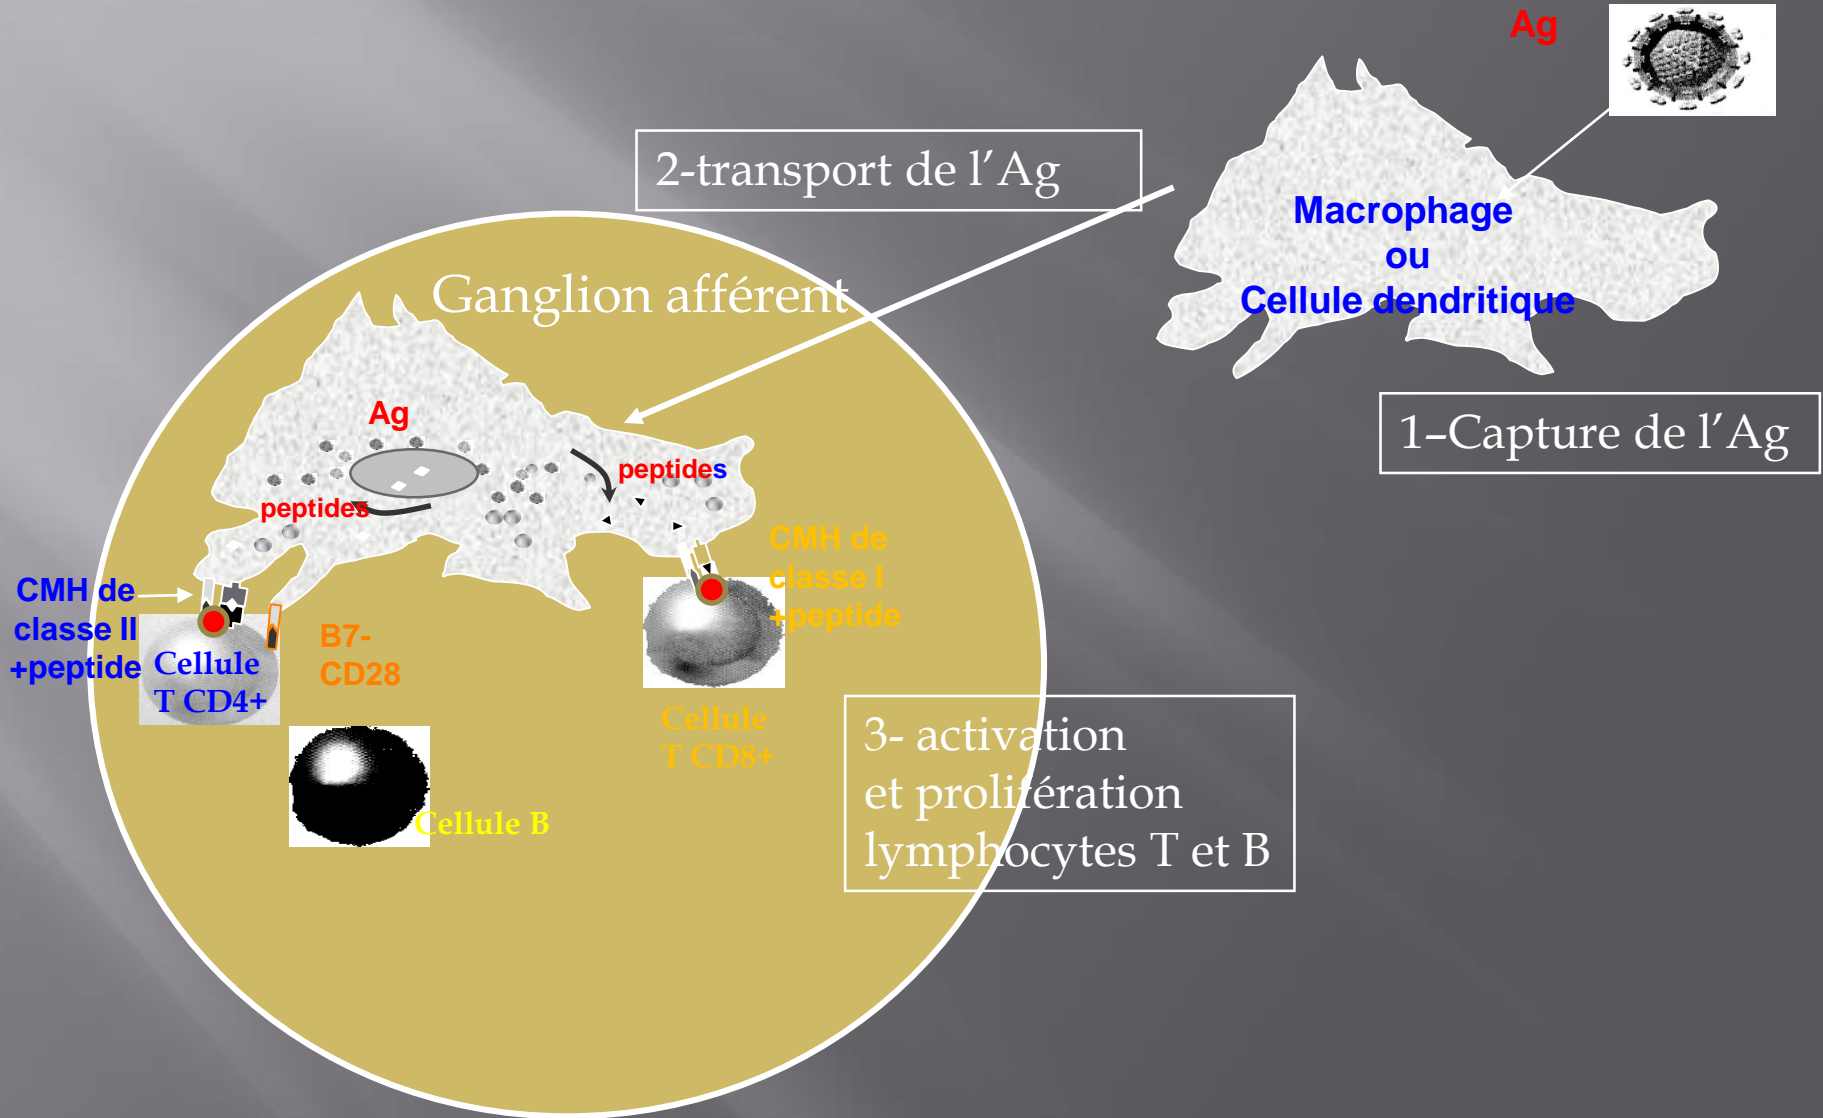 Ag
2-transport de l’Ag
Macrophage
ou
Cellule dendritique
Ganglion afférent
1–Capture de l’Ag
Ag
peptides
peptides
CMH de
classe I
+peptide
CMH de
classe II
+peptide
B7-
CD28
Cellule
T CD4+
Cellule
T CD8+
3- activation
et prolifération
lymphocytes T et B
Cellule B